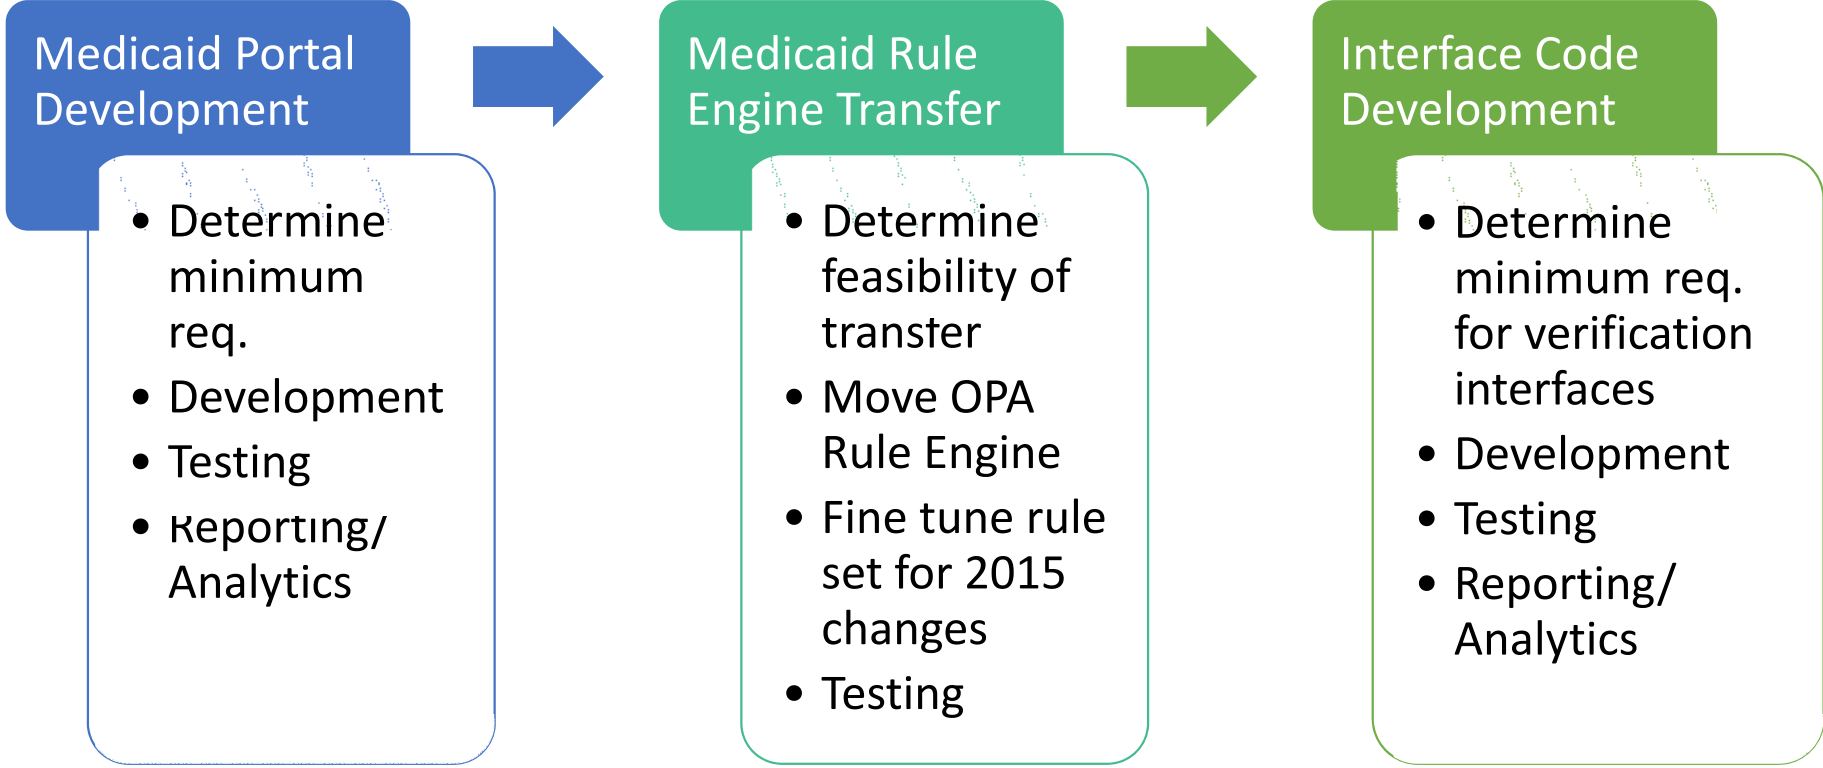 Medicaid Portal
Development
• Determine
minimum
req.
• Development
• Testing
• Reporting/
Analytics
Medicaid Rule
Engine Transfer
• Determine
feasibility of
transfer
• Move OPA
Rule Engine
• Fine tune rule
set for 2015
changes
• Testing
Interface Code
Development
• Determine
minimum req.
for verification
interfaces
• Development
• Testing
• Reporting/
Analytics